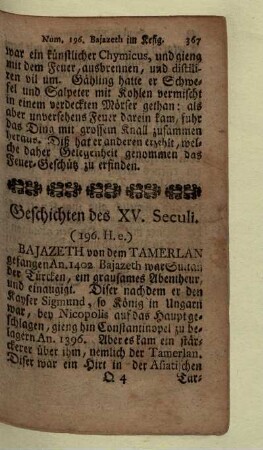 Num. 196. Bajazeth im Kefig. 367
war ein künstlicher Chymicus, und gieng
mit dem Feuer, ausbrennen, und distilli-
ren vil um. Gähling hatte er Schwe-
fel und Salpeter mit Kohlen vermischt
in einem verdeckten Mörser gethan: als
aber unversehens Feuer darein kam, fuhr
das Ding mit grossem Knall zusammen
heraus. Diß hat er anderen erzehlt, wel-
che daher Gelegenheit genommen das
Feuer-Geschütz zu erfinden.
Geschichten des XV. Seculi.
(196. H. e.)
BAJAZETH von dem TAMERLAN
gefangen An. 1402 Bajazeth war Sultan
der Türcken, ein grausames Abentheur,
und einaugigt. Diser nachdem er den
Kayser Sigmund, so König in Ungarn
war, bey Nicopolis auf das Haupt ge-
schlagen, gieng hin Constantinopel zu be-
lagern An. 1396. Aber es kam ein stär-
ckerer über ihm, nemlich der Tamerlan.
Diser war ein Hirt in der Asiatischen
Q 4 Tar-